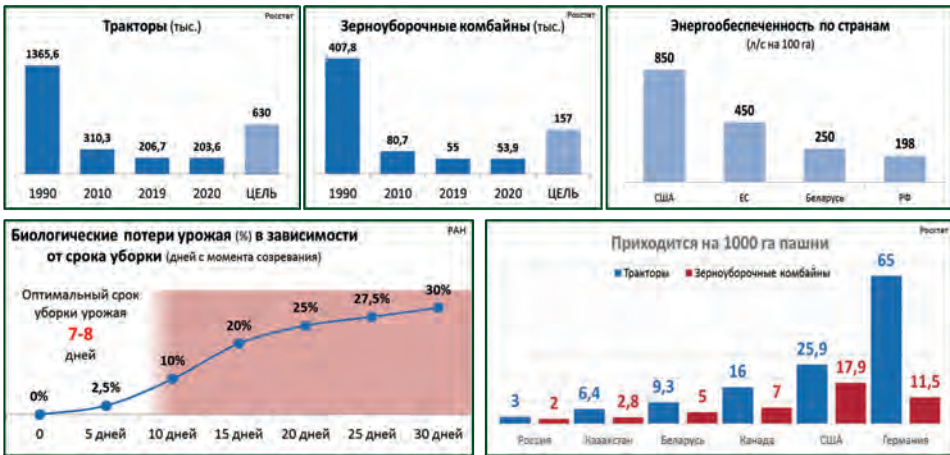 Росстат
Тракторы (тыс.)
1365,6
310,3
206,7
203,6
630
1990
2010
2019
2020
ЦЕЛЬ
Росстат
Зерноуборочные комбайны (тыс.)
407,8
80,7
55
53,9
157
1990
2010
2019
2020
ЦЕЛЬ
Энергообеспеченность по странам
(л/с на 100 га)
850
450
250
198
США
ЕС
Беларусь
РФ
РАН
Биологические потери урожая (%) в зависимости
от срока уборки (дней с момента созревания)
Оптимальный срок
уборки урожая
7-8
дней
0%
2,5%
10%
20%
25%
27,5%
30%
0
5 дней
10 дней
15 дней
20 дней
25 дней
30 дней
Росстат
Приходится на 1000 га пашни
Тракторы
Зерноуборочные комбайны
3
2
6,4
2,8
9,3
5
16
7
25,9
17,9
65
11,5
Россия
Казахстан
Беларусь
Канада
США
Германия